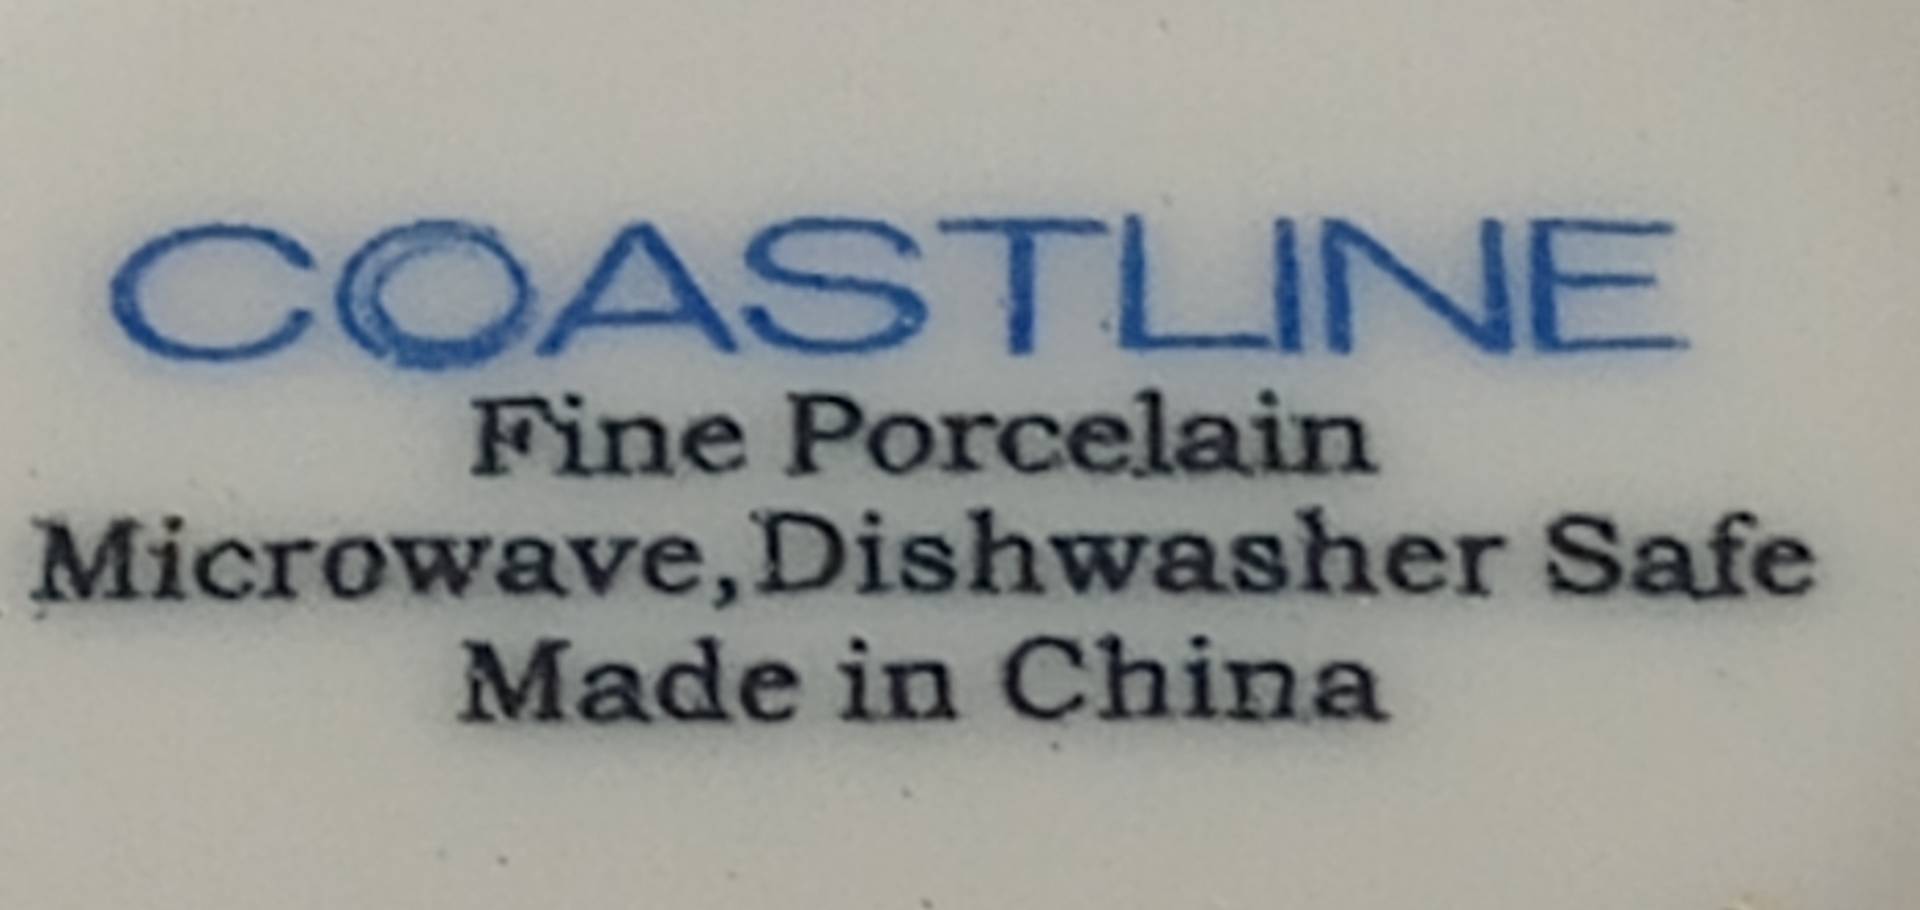 COASTLINE
Fine Porcelain
Microwave,Dishwasher Safe
Made in China